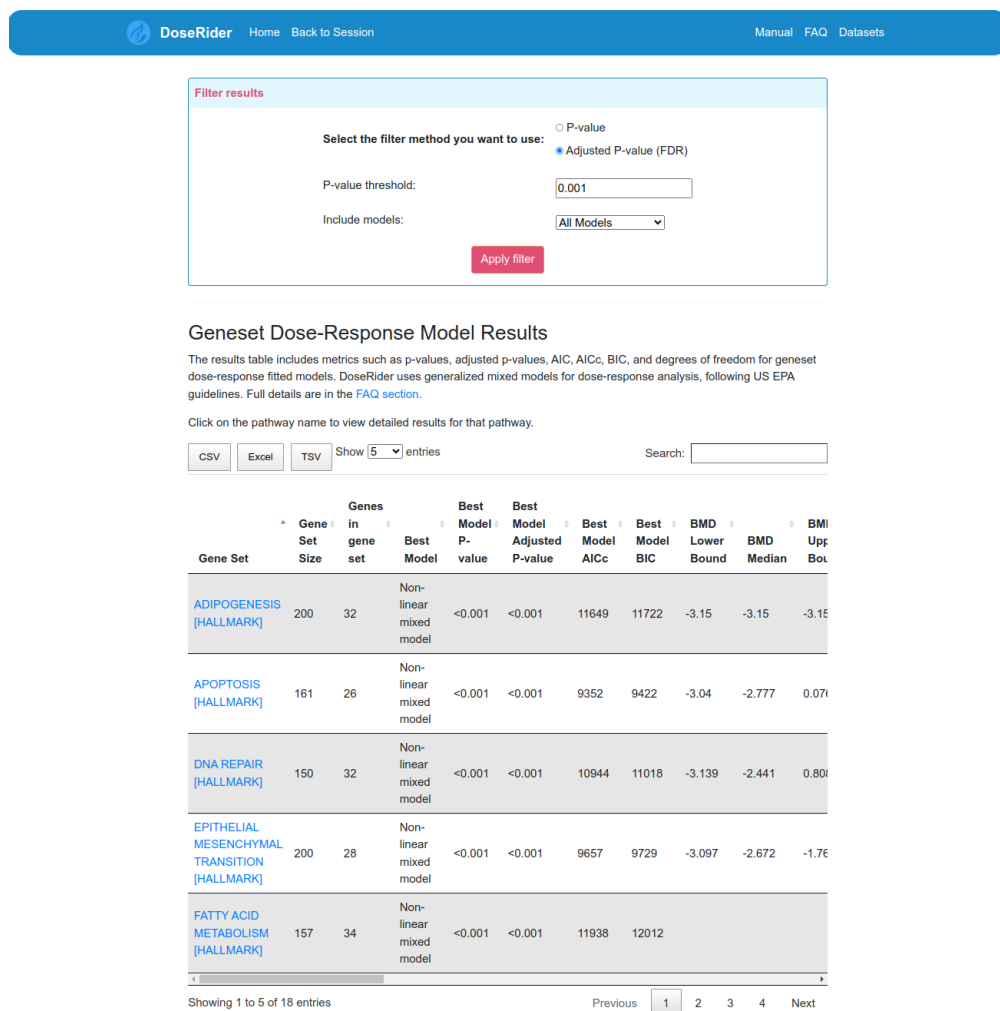 DoseRider Home Back to Session Manual FAQ Datasets
Filter results
Select the filter method you want to use:
P-value
Adjusted P-value (FDR)
P-value threshold:
0.001
Include models:
All Models
Apply filter
Geneset Dose-Response Model Results
The results table includes metrics such as p-values, adjusted p-values, AIC, AICc, BIC, and degrees of freedom for geneset
dose-response fitted models. DoseRider uses generalized mixed models for dose-response analysis, following US EPA
guidelines. Full details are in the FAQ section.
Click on the pathway name to view detailed results for that pathway.
CSV Excel TSV Show 5 entries Search:
Gene Set
Gene
Set
Size
Genes
in
gene
set
Best
Model
Best
Model
P-
value
Best
Model
Adjusted
P-value
Best
Model
AICc
Best
Model
BIC
BMD
Lower
Bound
BMD
Median
BMI
Upp
Bou
ADIPOGENESIS
[HALLMARK]
200
32
Non-
linear
mixed
model
<0.001
<0.001
11649
11722
-3.15
-3.15
-3.15
APOPTOSIS
[HALLMARK]
161
26
Non-
linear
mixed
model
<0.001
<0.001
9352
9422
-3.04
-2.777
0.076
DNA REPAIR
[HALLMARK]
150
32
Non-
linear
mixed
model
<0.001
<0.001
10944
11018
-3.139
-2.441
0.808
EPITHELIAL
MESENCHYMAL
TRANSITION
[HALLMARK]
200
28
Non-
linear
mixed
model
<0.001
<0.001
9657
9729
-3.097
-2.672
-1.76
FATTY ACID
METABOLISM
[HALLMARK]
157
34
Non-
linear
mixed
model
<0.001
<0.001
11938
12012
Showing 1 to 5 of 18 entries
Previous 1 2 3 4 Next